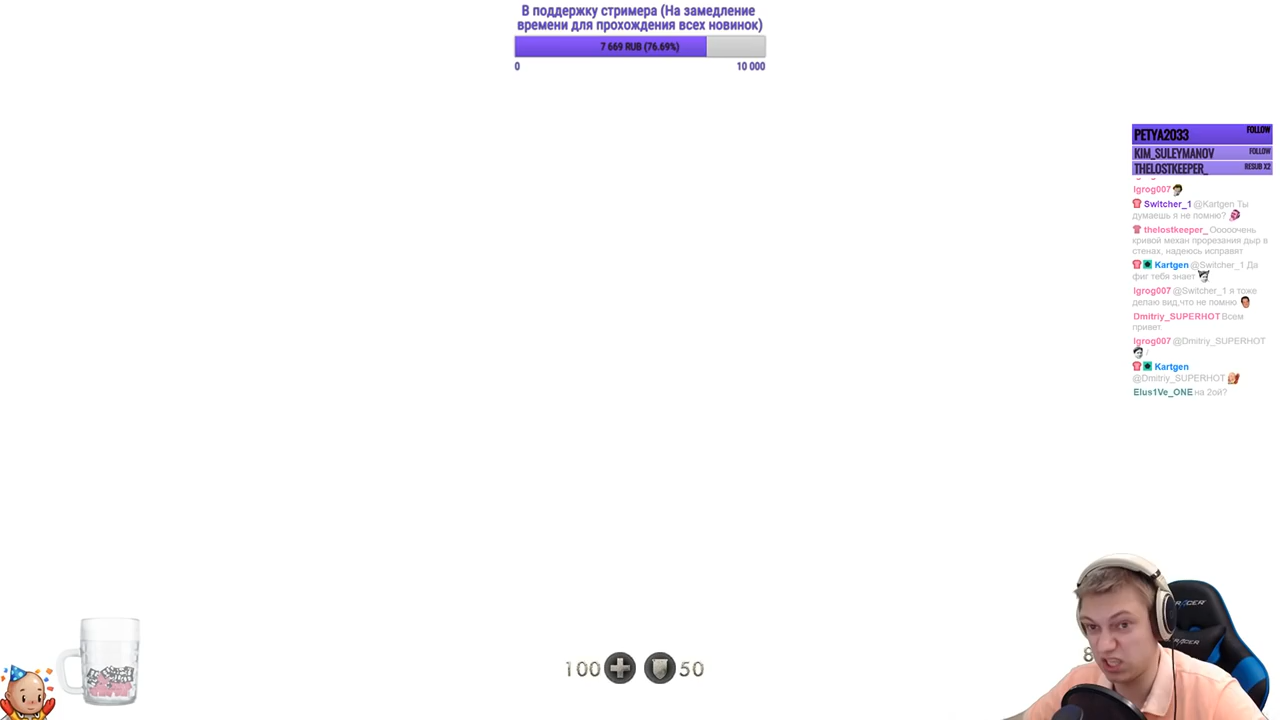 В поддержку стримера (На замедление
времени для прохождения всех новинок)
7 669 RUB (76.69%)
0
10 000
PETYA2033 FOLLOW
KIM_SULEYMANOV FOLLOW
THELOSTKEEPER_ RESUB X2
Igrog007
Switcher_1 @Kartgen Ты
думаешь я не помню?
thelostkeeper_ Ооооочень
кривой механ прорезания дыр в
стенах, надеюсь исправят
Kartgen @Switcher_1 Да
фиг тебя знает
Igrog007 @Switcher_1 я тоже
делаю вид,что не помню
Dmitriy_SUPERHOT Всем
привет
Igrog007 @Dmitriy_SUPERHOT
/
Kartgen
@Dmitriy_SUPERHOT
Elus1Ve_ONE на 2ой?
100
50
8